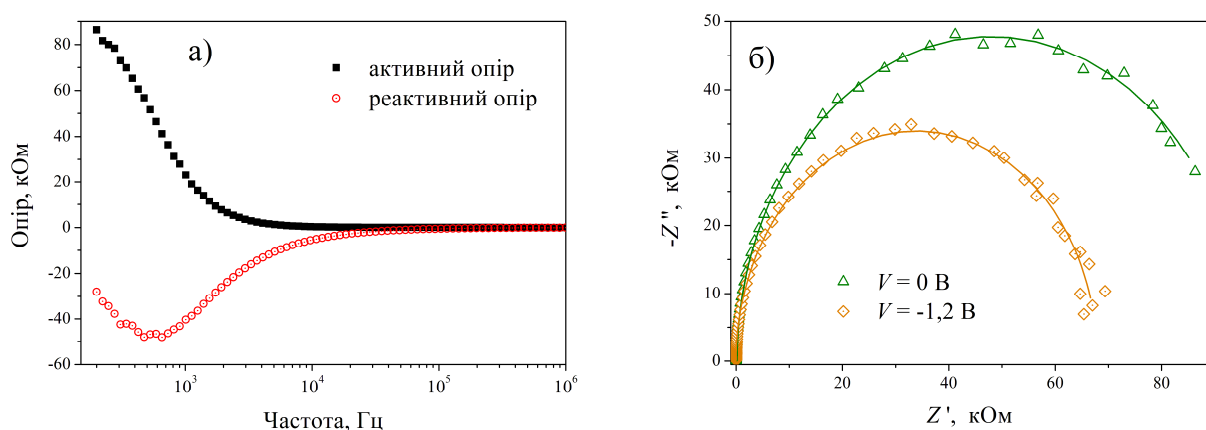 а)
активний опір
реактивний опір
80
60
40
20
0
-20
-40
-60
10³
10⁴
10⁵
10⁶
Опір, кОм
Частота, Гц
б)
50
40
30
20
10
0
0
20
40
60
80
-Z'', кОм
Z', кОм
V = 0 В
V = -1,2 В